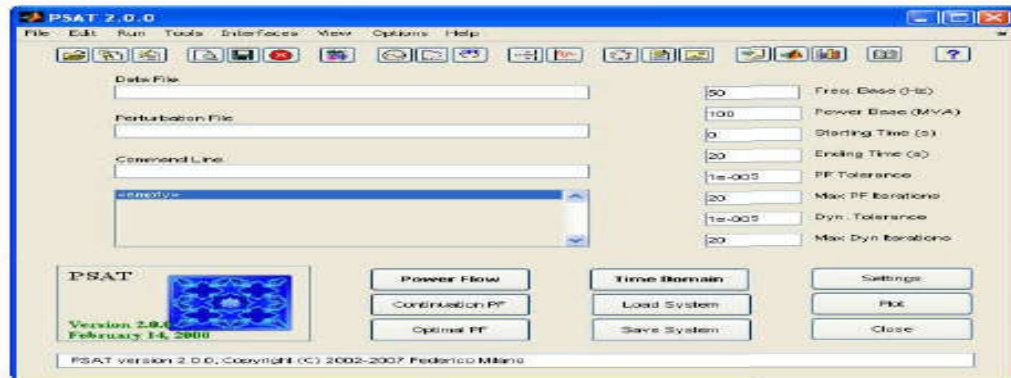 PSAT 2.0.0
File Edit Run Tools Interfaces View Options Help
Data File
50 Freq. Base (Hz)
100 Power Base (MVA)
Perturbation File
0 Starting Time (s)
20 Ending Time (s)
Command Line
1e-005 PF Tolerance
<empty>
20 Max PF Iterations
1e-005 Dyn. Tolerance
20 Max Dyn Iterations
PSAT
Power Flow Time Domain Settings
Continuation PF Load System Plot
Version 2.0.0
Optimal PF Save System Close
February 14, 2008
PSAT version 2.0.0, Copyright (C) 2002-2007 Federico Milano